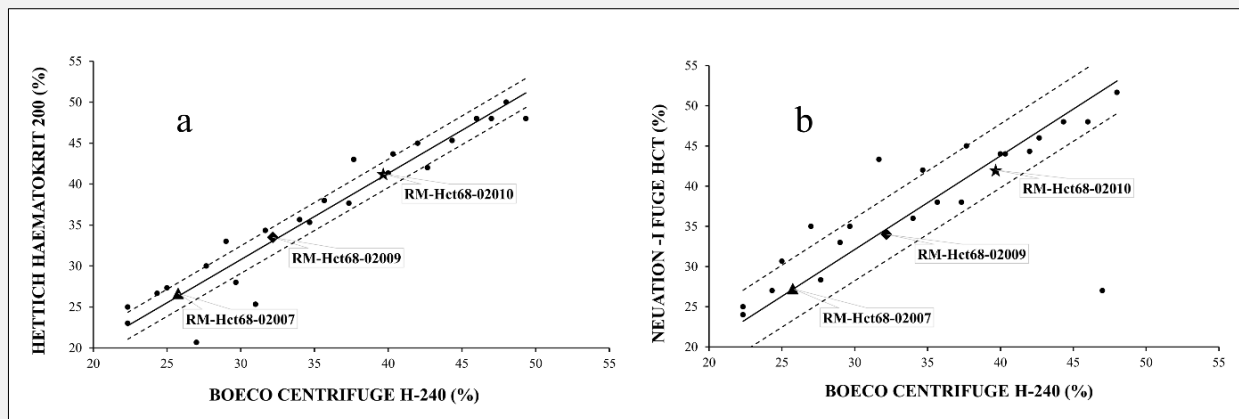 HETTICH HAEMATOKRIT 200 (%)
55
50
45
40
35
30
25
20
a
RM-Hct68-02010
RM-Hct68-02009
RM-Hct68-02007
20 25 30 35 40 45 50 55
BOECO CENTRIFUGE H-240 (%)
NEUATION -I FUGE HCT (%)
55
50
45
40
35
30
25
20
b
RM-Hct68-02010
RM-Hct68-02009
RM-Hct68-02007
20 25 30 35 40 45 50 55
BOECO CENTRIFUGE H-240 (%)